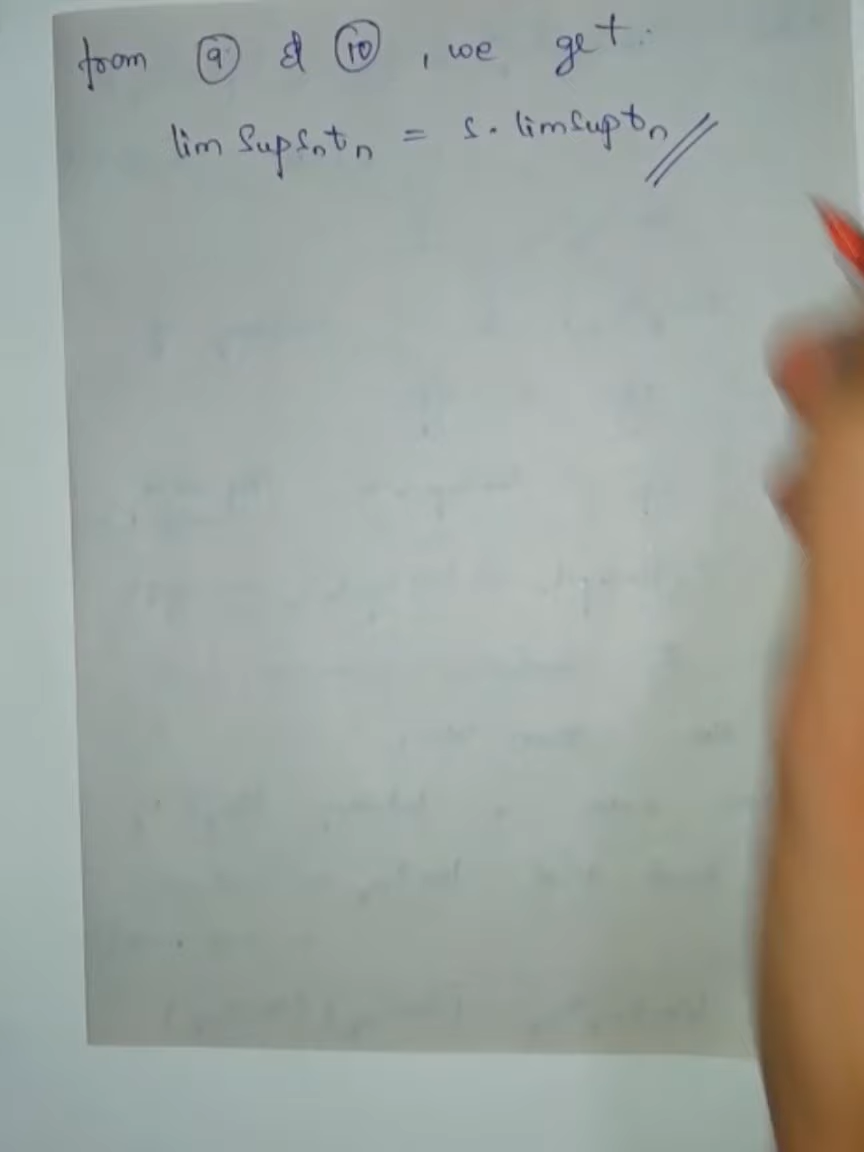 from ⑨ & ⑩, we get.
lim Sup sₙtₙ = s. lim Sup tₙ //